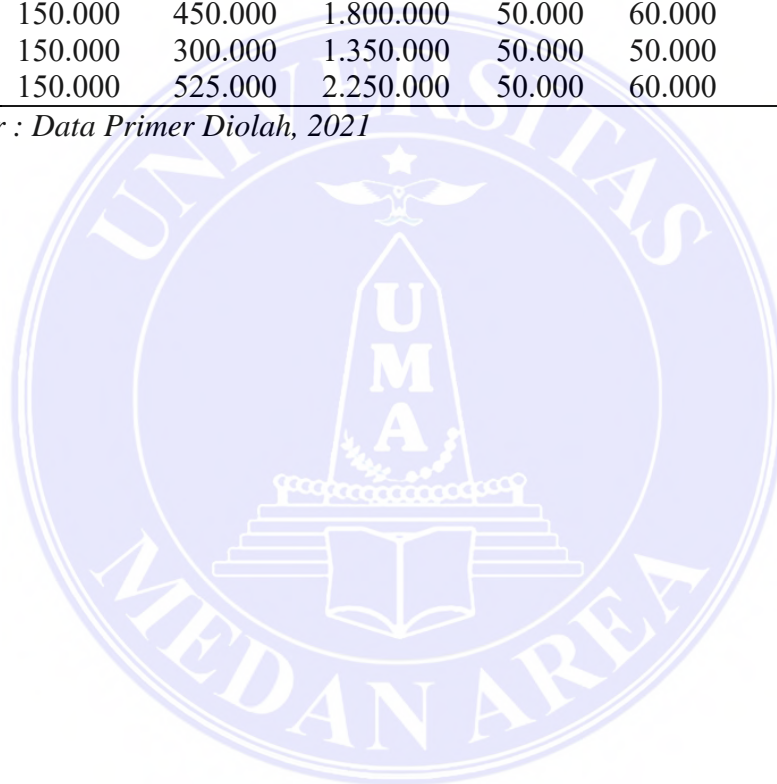 150.000 450.000 1.800.000 50.000 60.000
150.000 300.000 1.350.000 50.000 50.000
150.000 525.000 2.250.000 50.000 60.000
r : Data Primer Diolah, 2021
UNIVERSITAS
UMA
MEDAN AREA